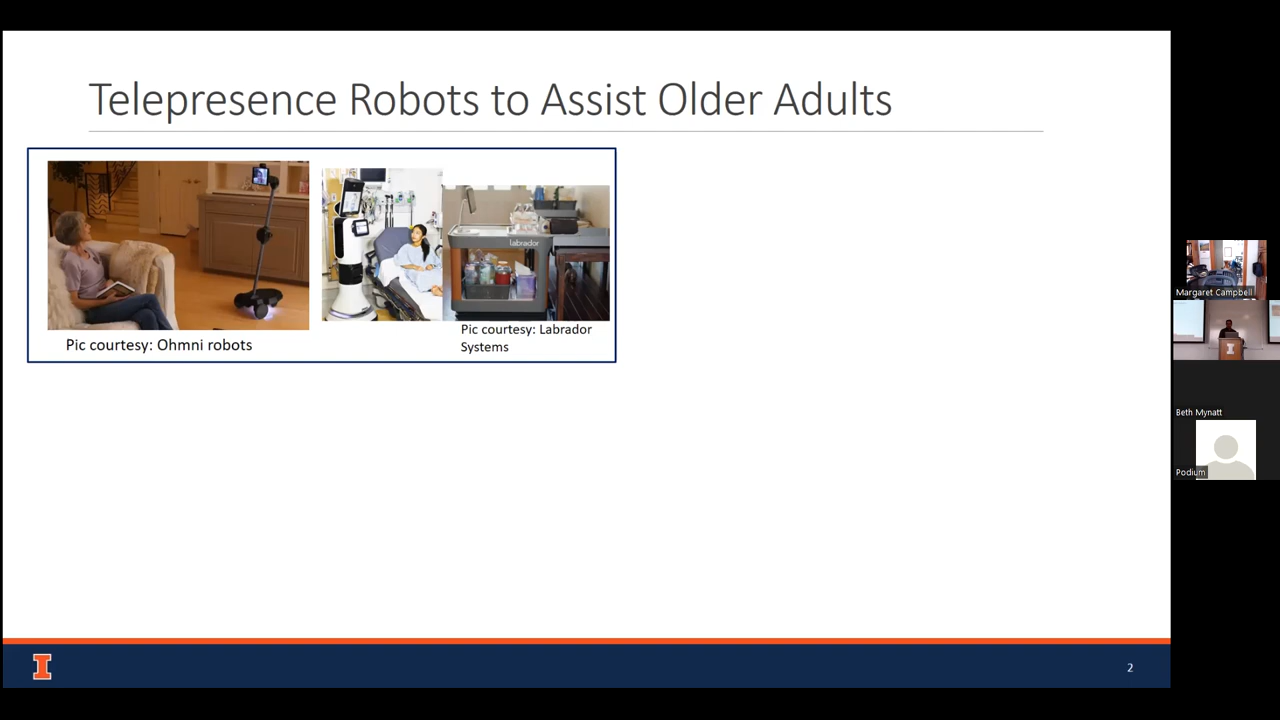 Telepresence Robots to Assist Older Adults
labrador
Pic courtesy: Ohmni robots
Pic courtesy: Labrador
Systems
I
2
Margaret Campbell
I
Beth Mynatt
Podium